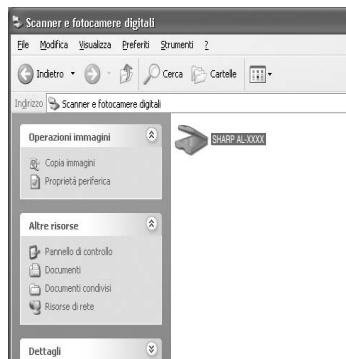 Scanner e fotocamere digitali
File Modifica Visualizza Preferiti Strumenti ?
Indietro Cerca Cartelle
Indirizzo Scanner e fotocamere digitali
Operazioni immagini
Copia immagini
Proprietà periferica
SHARP AL-XXXX
Altre risorse
Pannello di controllo
Documenti
Documenti condivisi
Risorse di rete
Dettagli